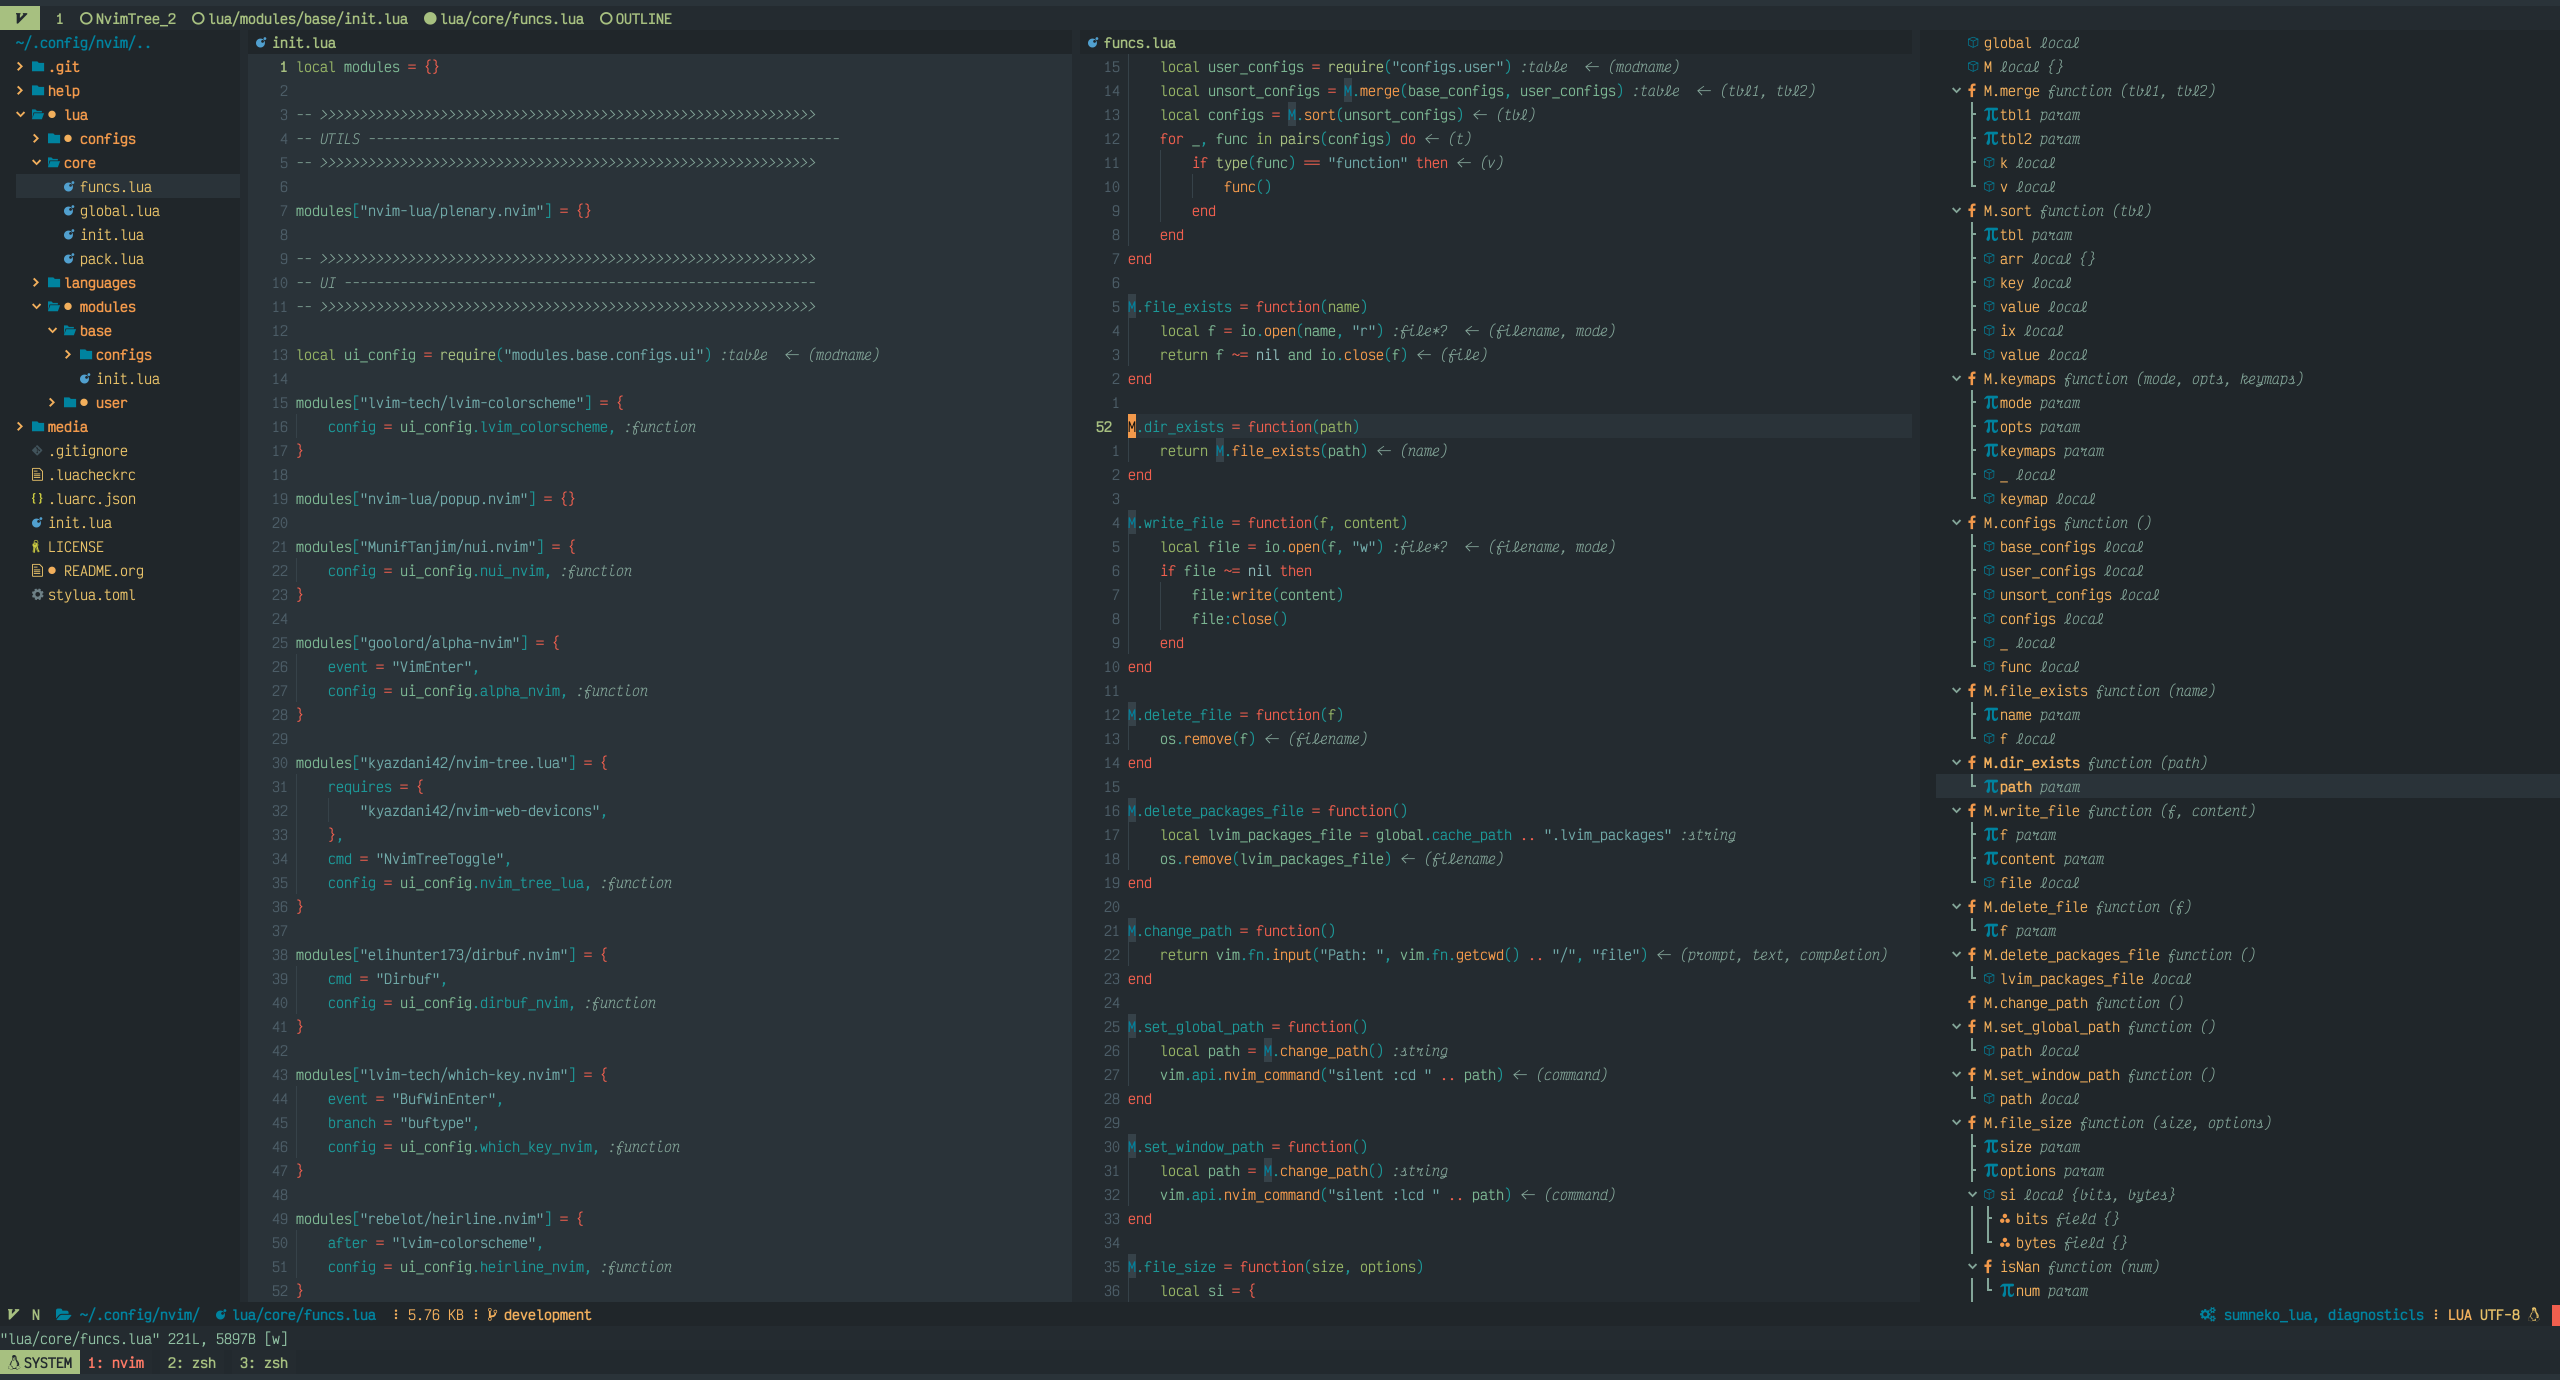 1 NvimTree_2 lua/modules/base/init.lua lua/core/funcs.lua OUTLINE
~/.config/nvim/..
.git
help
lua
configs
core
funcs.lua
global.lua
init.lua
pack.lua
languages
modules
base
configs
init.lua
user
media
.gitignore
.luacheckrc
.luarc.json
init.lua
LICENSE
README.org
stylua.toml
init.lua
1 local modules = {}
2
3 -- >>>>>>>>>>>>>>>>>>>>>>>>>>>>>>>>>>>>>>>>>>>>>>>>>>>>>>>>>>>>>>
4 -- UTILS -----------------------------------------------------------
5 -- >>>>>>>>>>>>>>>>>>>>>>>>>>>>>>>>>>>>>>>>>>>>>>>>>>>>>>>>>>>>>>
6
7 modules["nvim-lua/plenary.nvim"] = {}
8
9 -- >>>>>>>>>>>>>>>>>>>>>>>>>>>>>>>>>>>>>>>>>>>>>>>>>>>>>>>>>>>>>>
10 -- UI -----------------------------------------------------------
11 -- >>>>>>>>>>>>>>>>>>>>>>>>>>>>>>>>>>>>>>>>>>>>>>>>>>>>>>>>>>>>>>
12
13 local ui_config = require("modules.base.configs.ui") :table <- (modname)
14
15 modules["lvim-tech/lvim-colorscheme"] = {
16 config = ui_config.lvim_colorscheme, :function
17 }
18
19 modules["nvim-lua/popup.nvim"] = {}
20
21 modules["MunifTanjim/nui.nvim"] = {
22 config = ui_config.nui_nvim, :function
23 }
24
25 modules["goolord/alpha-nvim"] = {
26 event = "VimEnter",
27 config = ui_config.alpha_nvim, :function
28 }
29
30 modules["kyazdani42/nvim-tree.lua"] = {
31 requires = {
32 "kyazdani42/nvim-web-devicons",
33 },
34 cmd = "NvimTreeToggle",
35 config = ui_config.nvim_tree_lua, :function
36 }
37
38 modules["elihunter173/dirbuf.nvim"] = {
39 cmd = "Dirbuf",
40 config = ui_config.dirbuf_nvim, :function
41 }
42
43 modules["lvim-tech/which-key.nvim"] = {
44 event = "BufWinEnter",
45 branch = "buftype",
46 config = ui_config.which_key_nvim, :function
47 }
48
49 modules["rebelot/heirline.nvim"] = {
50 after = "lvim-colorscheme",
51 config = ui_config.heirline_nvim, :function
52 }
funcs.lua
15 local user_configs = require("configs.user") :table <- (modname)
14 local unsort_configs = M.merge(base_configs, user_configs) :table <- (tbl1, tbl2)
13 local configs = M.sort(unsort_configs) <- (tbl)
12 for _, func in pairs(configs) do <- (t)
11 if type(func) == "function" then <- (v)
10 func()
9 end
8 end
7 end
6
5 M.file_exists = function(name)
4 local f = io.open(name, "r") :file*? <- (filename, mode)
3 return f ~= nil and io.close(f) <- (file)
2 end
1
52 M.dir_exists = function(path)
1 return M.file_exists(path) <- (name)
2 end
3
4 M.write_file = function(f, content)
5 local file = io.open(f, "w") :file*? <- (filename, mode)
6 if file ~= nil then
7 file:write(content)
8 file:close()
9 end
10 end
11
12 M.delete_file = function(f)
13 os.remove(f) <- (filename)
14 end
15
16 M.delete_packages_file = function()
17 local lvim_packages_file = global.cache_path .. ".lvim_packages" :string
18 os.remove(lvim_packages_file) <- (filename)
19 end
20
21 M.change_path = function()
22 return vim.fn.input("Path: ", vim.fn.getcwd() .. "/", "file") <- (prompt, text, completion)
23 end
24
25 M.set_global_path = function()
26 local path = M.change_path() :string
27 vim.api.nvim_command("silent :cd " .. path) <- (command)
28 end
29
30 M.set_window_path = function()
31 local path = M.change_path() :string
32 vim.api.nvim_command("silent :lcd " .. path) <- (command)
33 end
34
35 M.file_size = function(size, options)
36 local si = {
global local
M local {}
M.merge function (tbl1, tbl2)
tbl1 param
tbl2 param
k local
v local
M.sort function (tbl)
tbl param
arr local {}
key local
value local
ix local
value local
M.keymaps function (mode, opts, keymaps)
mode param
opts param
keymaps param
_ local
keymap local
M.configs function ()
base_configs local
user_configs local
unsort_configs local
configs local
_ local
func local
M.file_exists function (name)
name param
f local
M.dir_exists function (path)
path param
M.write_file function (f, content)
f param
content param
file local
M.delete_file function (f)
f param
M.delete_packages_file function ()
lvim_packages_file local
M.change_path function ()
M.set_global_path function ()
path local
M.set_window_path function ()
path local
M.file_size function (size, options)
size param
options param
si local {bits, bytes}
bits field {}
bytes field {}
isNan function (num)
num param
N ~/.config/nvim/ lua/core/funcs.lua 5.76 KB development sumneko_lua, diagnosticls LUA UTF-8
"lua/core/funcs.lua" 221L, 5897B [w]
SYSTEM 1: nvim 2: zsh 3: zsh